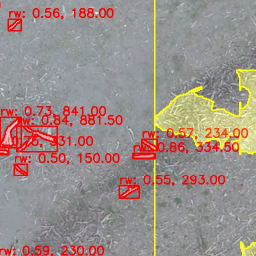 rw: 0.56, 188.00
rw: 0.73, 841.00
rw: 0.84, 881.50
331.00
rw: 0.57, 234.00
rw: 0.86, 334.50
rw: 0.50, 150.00
rw: 0.55, 293.00
rw: 0.59, 230.00